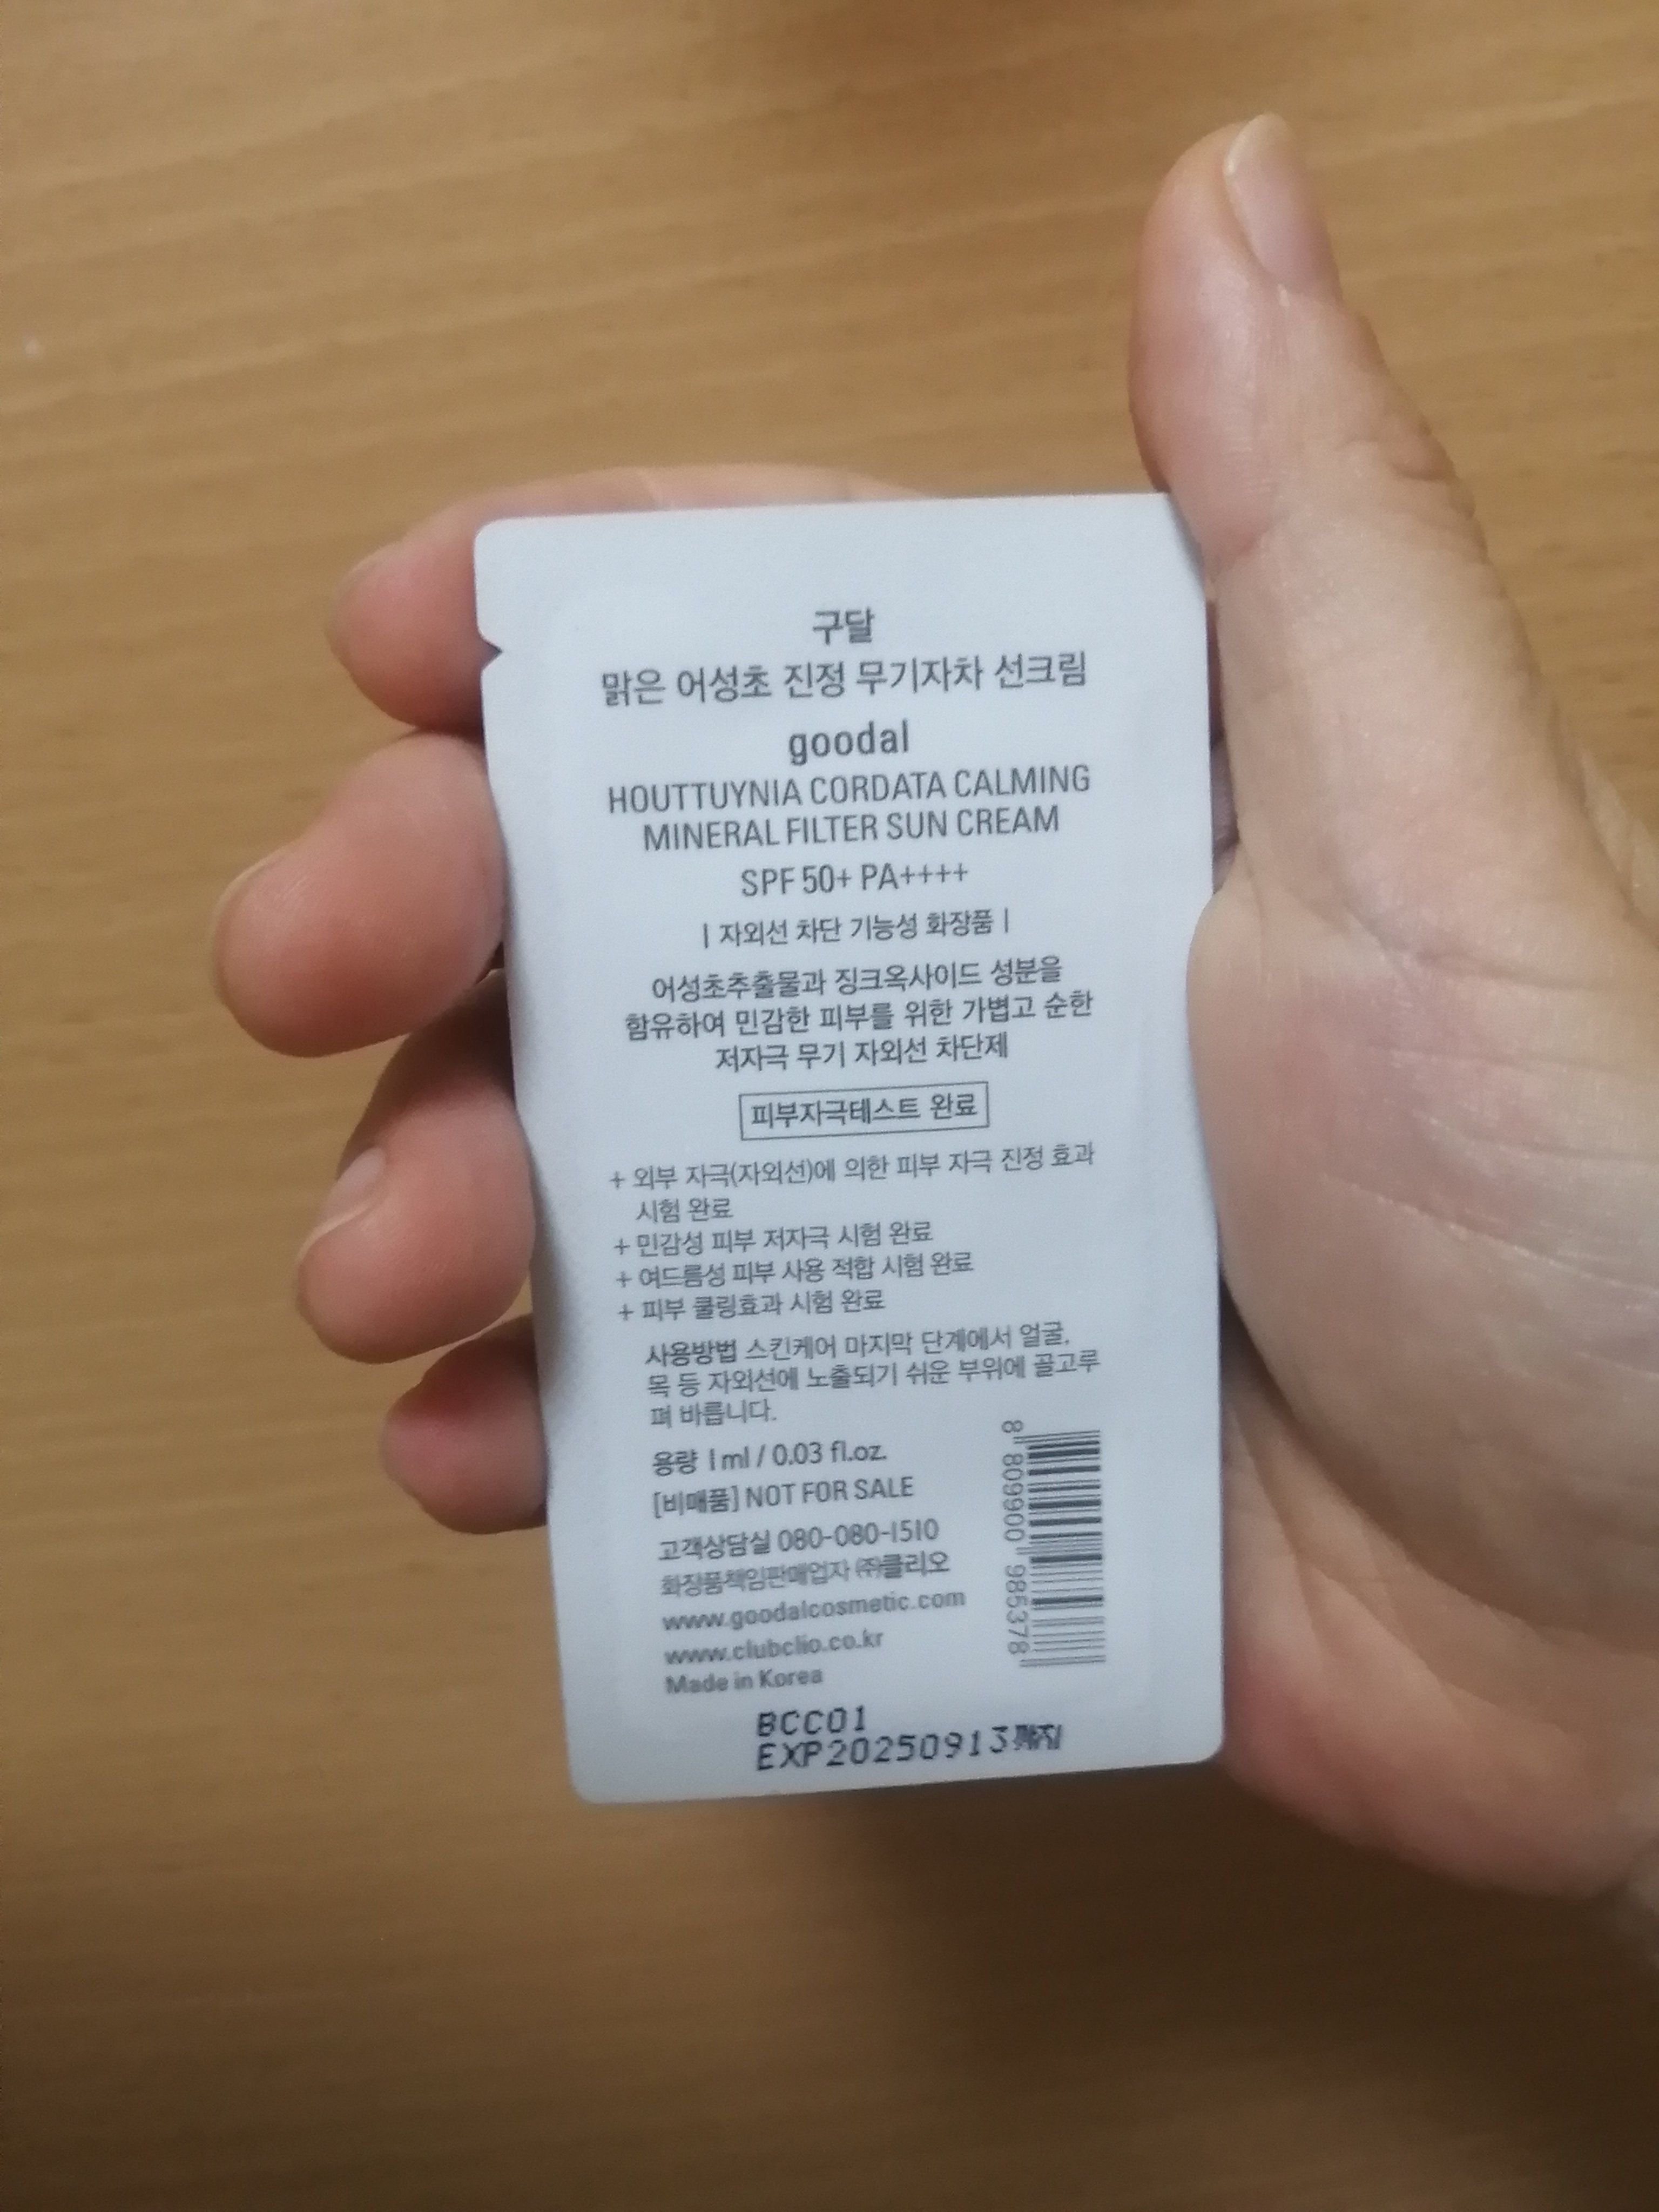 구달
맑은 어성초 진정 무기자차 선크림
goodal
HOUTTUYNIA CORDATA CALMING
MINERAL FILTER SUN CREAM
SPF 50+ PA++++
| 자외선 차단 기능성 화장품 |
어성초추출물과 징크옥사이드 성분을
함유하여 민감한 피부를 위한 가볍고 순한
저자극 무기 자외선 차단제
피부자극테스트 완료
+ 외부 자극(자외선)에 의한 피부 자극 진정 효과
시험 완료
+ 민감성 피부 저자극 시험 완료
+ 여드름성 피부 사용 적합 시험 완료
+ 피부 쿨링효과 시험 완료
사용방법 스킨케어 마지막 단계에서 얼굴,
목 등 자외선에 노출되기 쉬운 부위에 골고루
펴 바릅니다.
용량 1ml / 0.03 fl.oz.
[비매품] NOT FOR SALE
고객상담실 080-080-1510
화장품책임판매업자 ㈜클리오
www.goodalcosmetic.com
www.clubclio.co.kr
Made in Korea
8 809900 985378
BCC01
EXP20250913까지